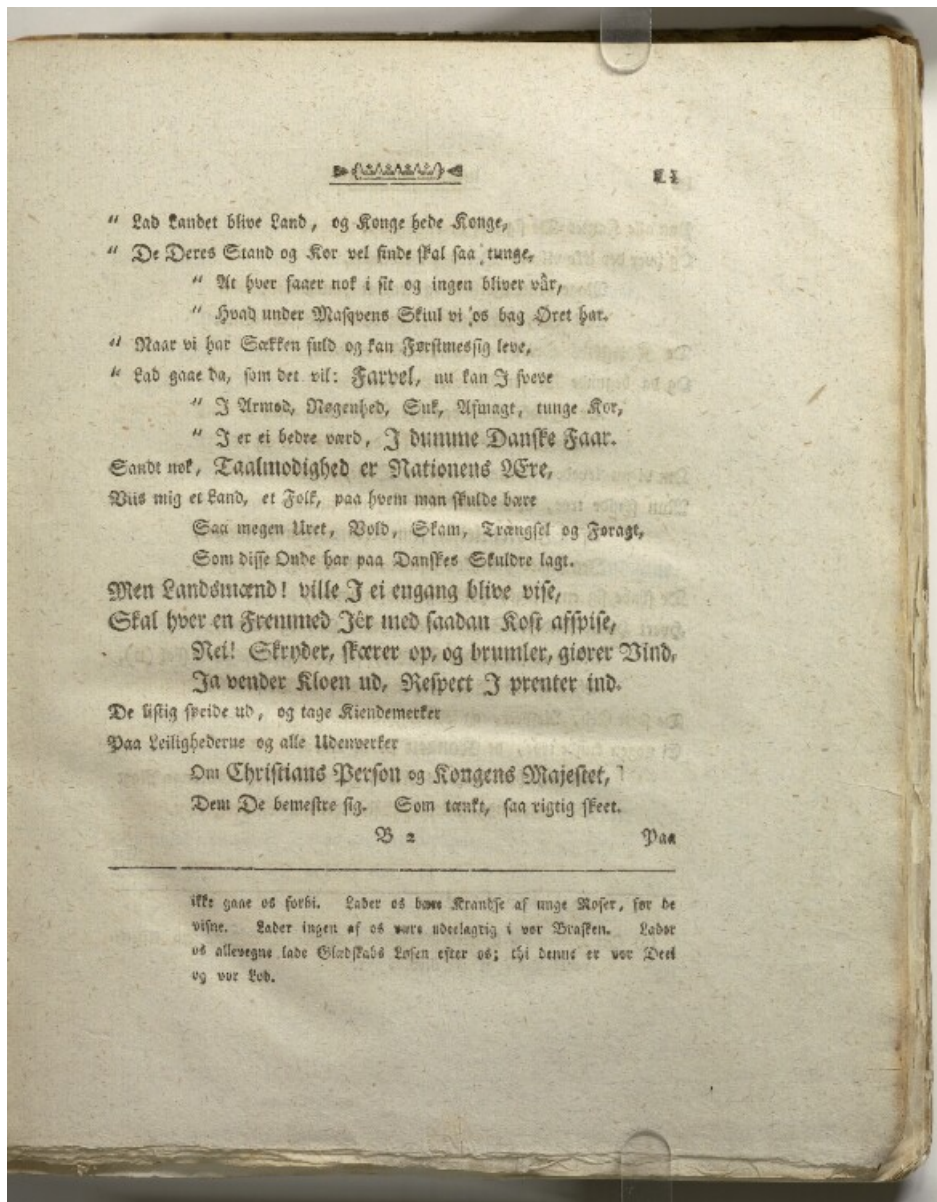 11
" Lad Landet blive Land, og Konge hede Konge,
" De Deres Stand og Kor vel finde skal saa tunge,
" At hver faaer nok i sit og ingen bliver vâr,
" Hvad under Masqvens Skiul vi os bag Øret har.
" Naar vi har Sækken fuld og kan Førstmessig leve,
" Lad gaae da, som det vil: Farvel, nu kan I sveve
" I Armod, Nøgenhed, Suk, Afmagt, tunge Kor,
" I er ei bedre værd, I dumme Danske Faar.
Sandt nok, Taalmodighed er Nationens Ære,
Viis mig et Land, et Folk, paa hvem man skulde bære
Saa megen Uret, Vold, Skam, Trængsel og Foragt,
Som disse Onde har paa Danskes Skuldre lagt.
Men Landsmænd! ville I ei engang blive vise,
Skal hver en Fremmed Jêr med saadan Kost afspise,
Nei! Skryder, skærer op, og brumler, giører Vind,
Ja vender Kloen ud, Respect I prenter ind.
De listig speide ud, og tage Kiendemerker
Paa Leilighederne og alle Udenverker
Om Christians Person og Kongens Majestet,
Dem De bemestre sig. Som tænkt, saa rigtig skeet.
B 2 Paa
ikke gaae os forbi. Lader os bære Krandse af unge Roser, før de
visne. Lader ingen af os være udeelagtig i vor Brasken. Lader
os allevegne lade Glædskabs Løsen efter os; thi denne er vor Deel
og vor Lod.